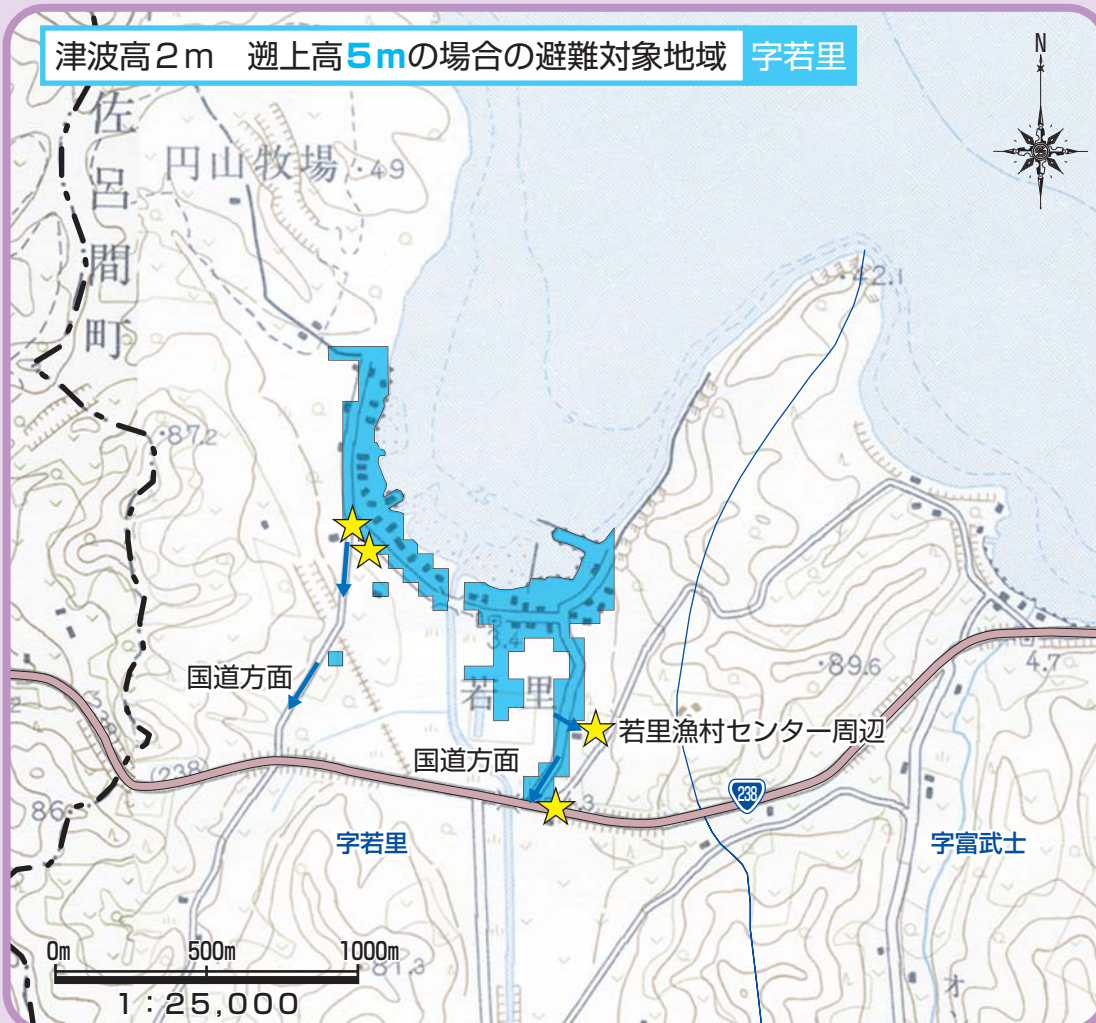 津波高2m 遡上高5mの場合の避難対象地域 字若里
N
佐呂間町
円山牧場
・49
・42.1
・87.2
3.4
若里
国道方面
・89.6
4.7
若里漁村センター周辺
国道方面
(238)
238
86
3
字若里
字富武士
0m 500m 1000m
・81.3
1:25,000
オ